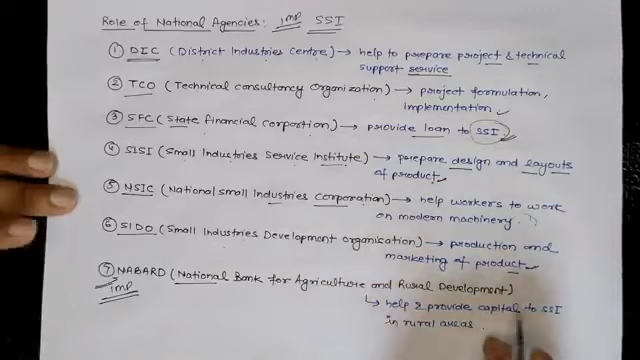 Role of National Agencies: imp SSI
① DIC (District Industries Centre) → help to prepare project & technical
support service
② TCO (Technical consultancy Organization) → project formulation,
implementation
③ SFC (State financial corportion) → provide loan to SSI
④ SISI (Small Industries Service Institute) → prepare design and layouts
of product
⑤ NSIC (National small Industries corporation) → help workers to work
on modern machinery.
⑥ SIDO (Small Industries Development organisation) → production and
marketing of product
⑦ NABARD (National Bank for Agriculture and Rural Development)
imp
↳ help & provide capital to SSI
in rural areas.